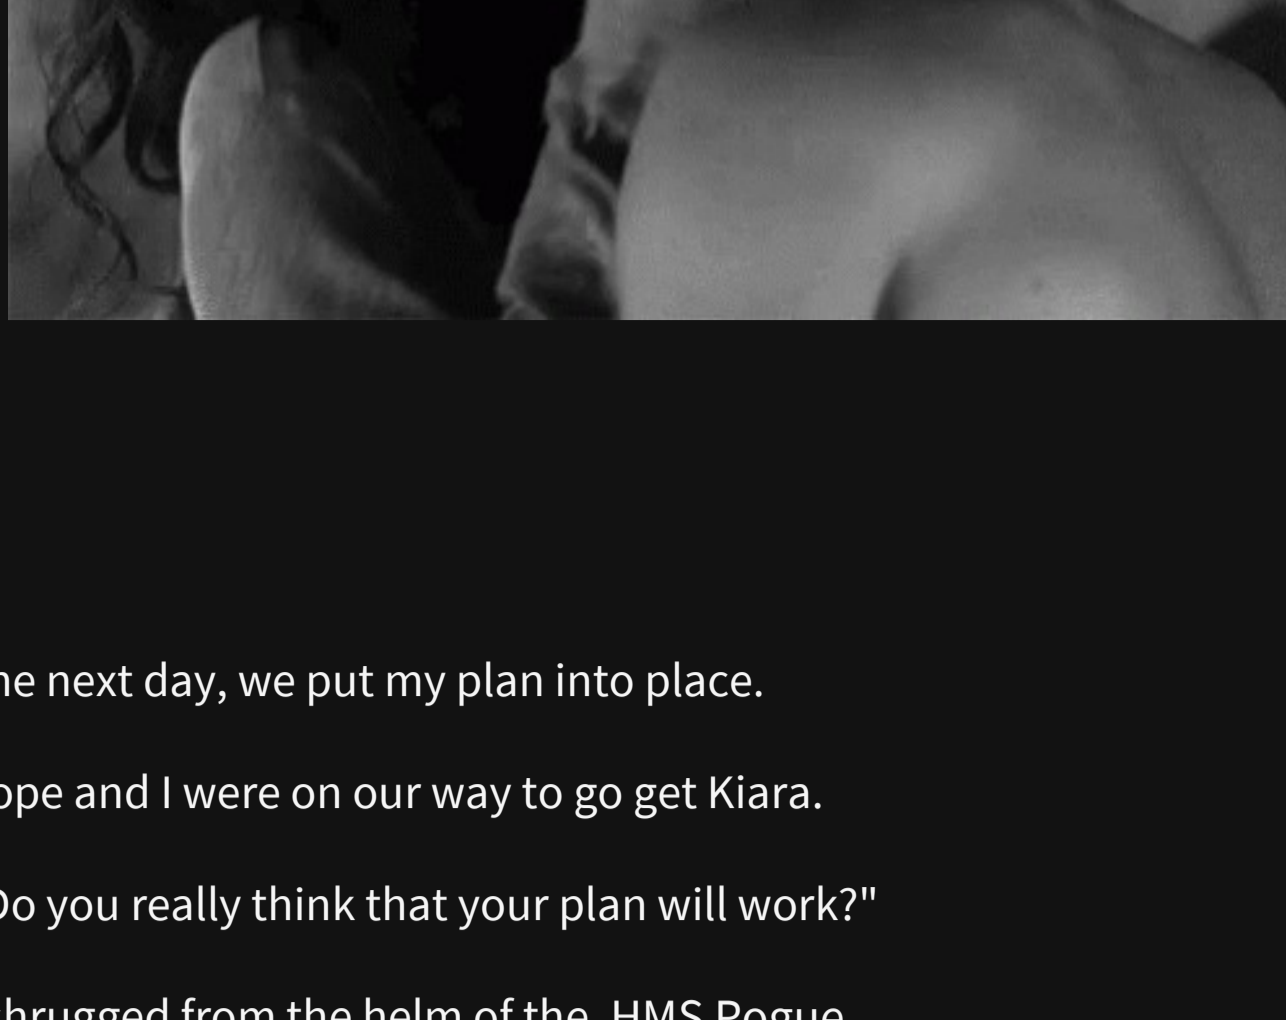 he next day, we put my plan into place.
ope and I were on our way to go get Kiara.
Do you really think that your plan will work?"
hrugged from the helm of the HMS Pogue